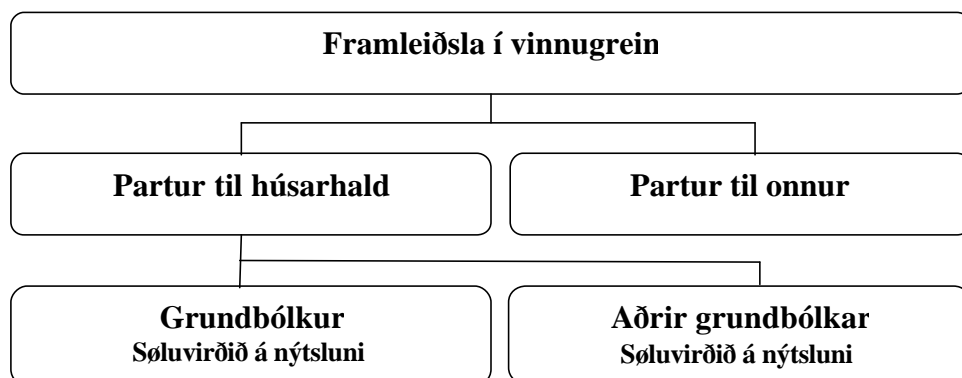 Framleiðsla í vinnugrein
Partur til húsarhald
Partur til onnur
Grundbólkur
Søluvirðið á nýtsluni
Aðrir grundbólkar
Søluvirðið á nýtsluni